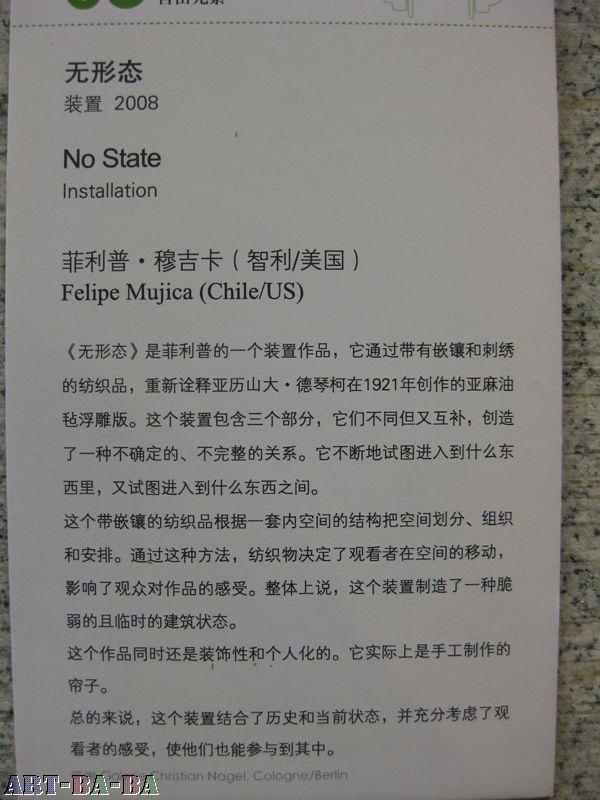 无形态
装置 2008
No State
Installation
菲利普·穆吉卡（智利/美国）
Felipe Mujica (Chile/US)
《无形态》是菲利普的一个装置作品，它通过带有嵌镶和刺绣
的纺织品，重新诠释亚历山大·德琴柯在1921年创作的亚麻油
毡浮雕版。这个装置包含三个部分，它们不同但又互补，创造
了一种不确定的、不完整的关系。它不断地试图进入到什么东
西里，又试图进入到什么东西之间。
这个带嵌镶的纺织品根据一套内空间的结构把空间划分、组织
和安排。通过这种方法，纺织物决定了观看者在空间的移动，
影响了观众对作品的感受。整体上说，这个装置制造了一种脆
弱的且临时的建筑状态。
这个作品同时还是装饰性和个人化的。它实际上是手工制作的
帘子。
总的来说，这个装置结合了历史和当前状态，并充分考虑了观
看者的感受，使他们也能参与到其中。
Christian Nagel, Cologne/Berlin
ART-BA-BA